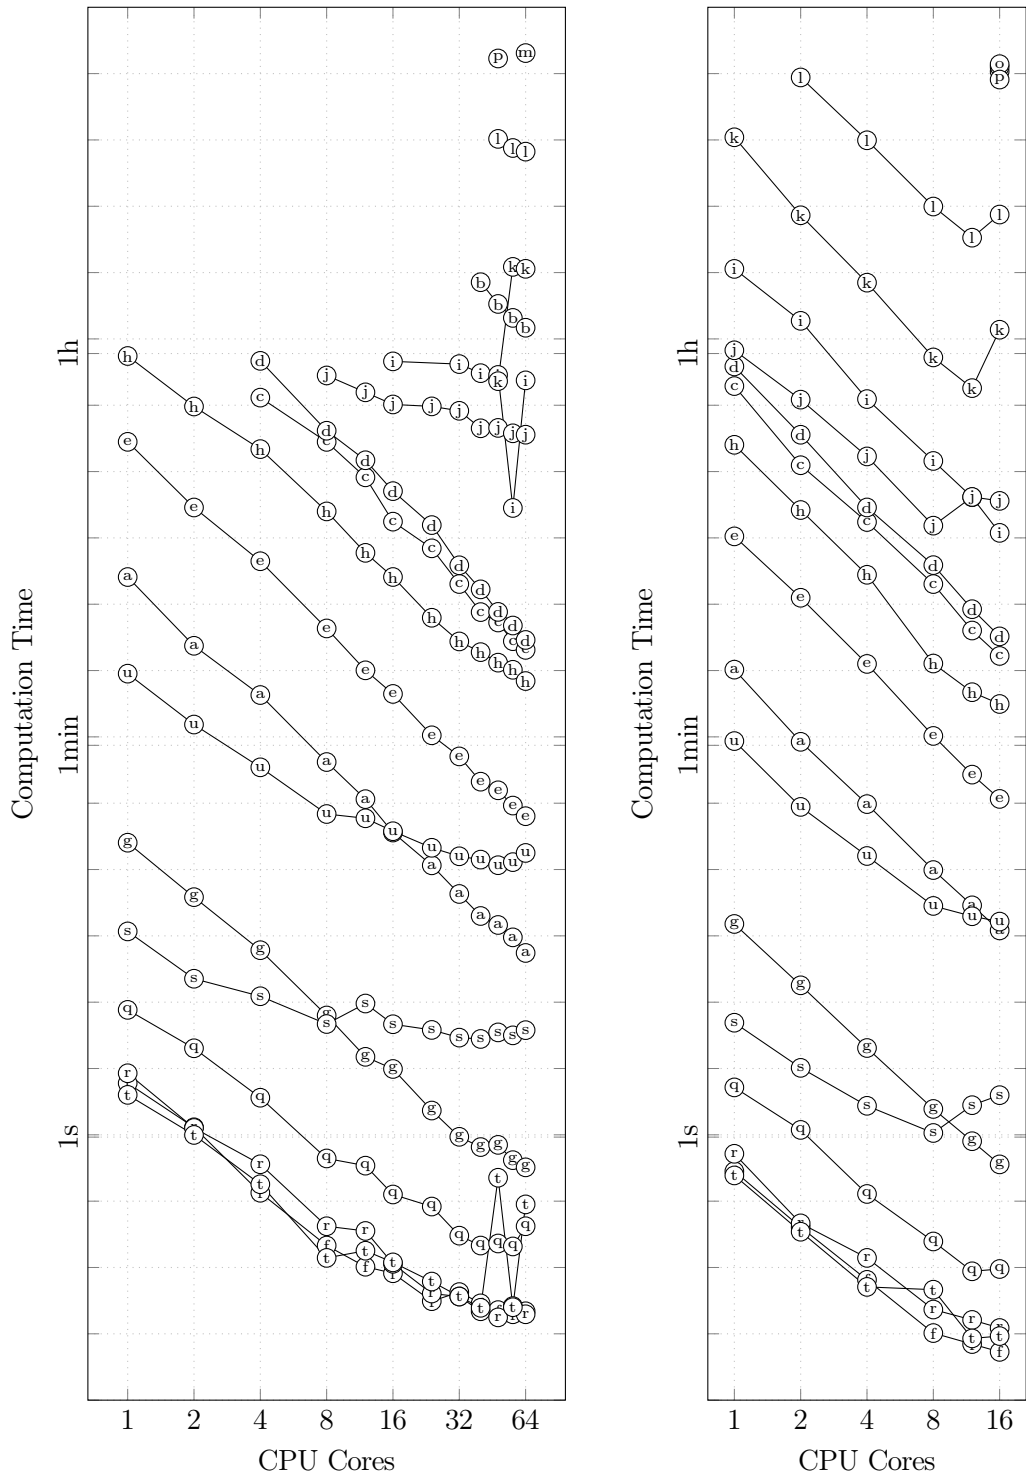 Computation Time
1h
1min
1s
1 2 4 8 16 32 64
CPU Cores
p m
l l l
k k
b b b b
h d i i i k i
j j j j j j j j
c
e h d c
h d c d
e h c d
c d
a e h d d d d
h c c c
u a e h h h h h h
u a e
u a e e e e e e
g u u u u u u u u u
g a a a a a a
s g
s s s s s s s s s s
q g g g g g g g
r q q q q q q q q q
t t r r r t t t
f t t t t t r
Computation Time
1h
1min
1s
1 2 4 8 16
CPU Cores
o
p
l l l l l
k k k k k k
i i i i i
j j j j j j
d d d d d d
c c c c c c
h h h h h h
e e e e e e
a a a a a
u u u u u u
g g g g g g
s s s s s s
q q q q q q
r r r r
t t t t t t
f f f